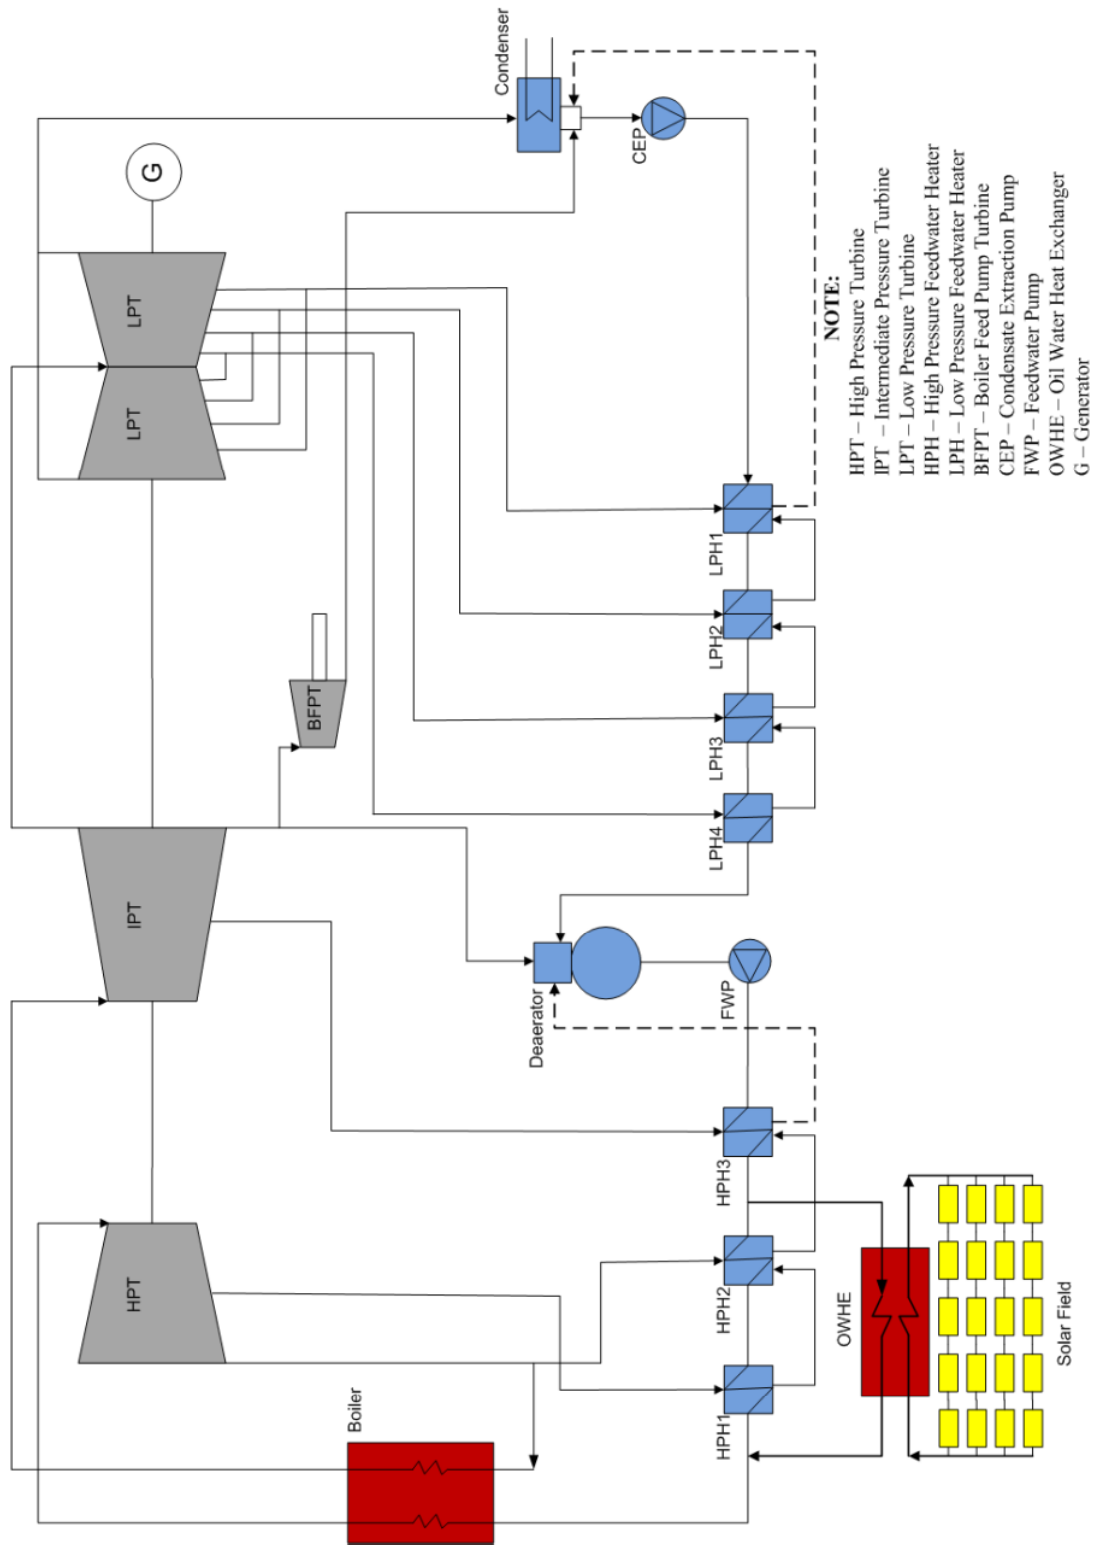 Boiler
HPT
IPT
LPT
LPT
G
BFPT
Condenser
CEP
Deaerator
FWP
HPH1
HPH2
HPH3
LPH4
LPH3
LPH2
LPH1
OWHE
Solar Field
NOTE:
HPT – High Pressure Turbine
IPT – Intermediate Pressure Turbine
LPT – Low Pressure Turbine
HPH – High Pressure Feedwater Heater
LPH – Low Pressure Feedwater Heater
BFPT – Boiler Feed Pump Turbine
CEP – Condensate Extraction Pump
FWP – Feedwater Pump
OWHE – Oil Water Heat Exchanger
G – Generator